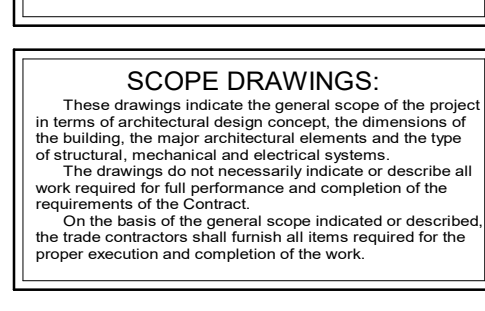 SCOPE DRAWINGS:
These drawings indicate the general scope of the project
in terms of architectural design concept, the dimensions of
the building, the major architectural elements and the type
of structural, mechanical and electrical systems.
The drawings do not necessarily indicate or describe all
work required for full performance and completion of the
requirements of the Contract.
On the basis of the general scope indicated or described,
the trade contractors shall furnish all items required for the
proper execution and completion of the work.